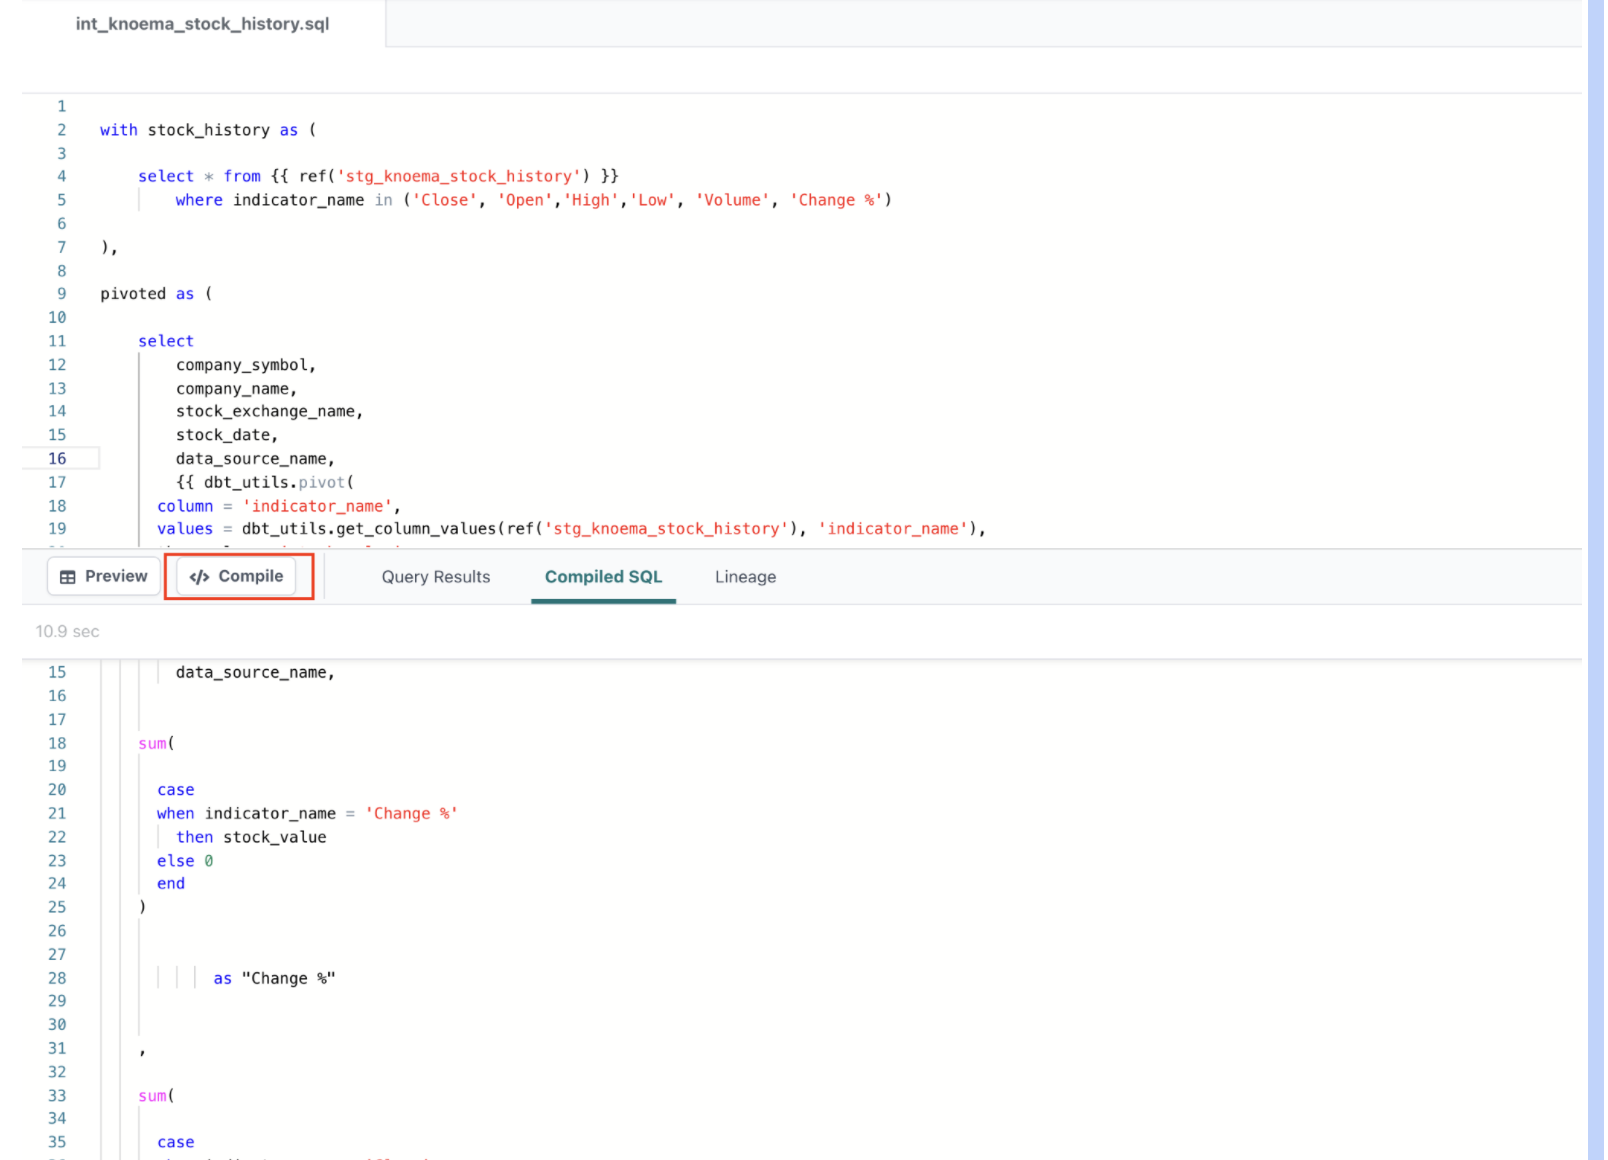 int_knoema_stock_history.sql
1
2 with stock_history as (
3
4 select * from {{ ref('stg_knoema_stock_history') }}
5 where indicator_name in ('Close', 'Open','High','Low', 'Volume', 'Change %')
6
7 ),
8
9 pivoted as (
10
11 select
12 company_symbol,
13 company_name,
14 stock_exchange_name,
15 stock_date,
16 data_source_name,
17 {{ dbt_utils.pivot(
18 column = 'indicator_name',
19 values = dbt_utils.get_column_values(ref('stg_knoema_stock_history'), 'indicator_name'),
Preview </> Compile Query Results Compiled SQL Lineage
10.9 sec
15 data_source_name,
16
17
18 sum(
19
20 case
21 when indicator_name = 'Change %'
22 then stock_value
23 else 0
24 end
25 )
26
27
28 as "Change %"
29
30
31 ,
32
33 sum(
34
35 case